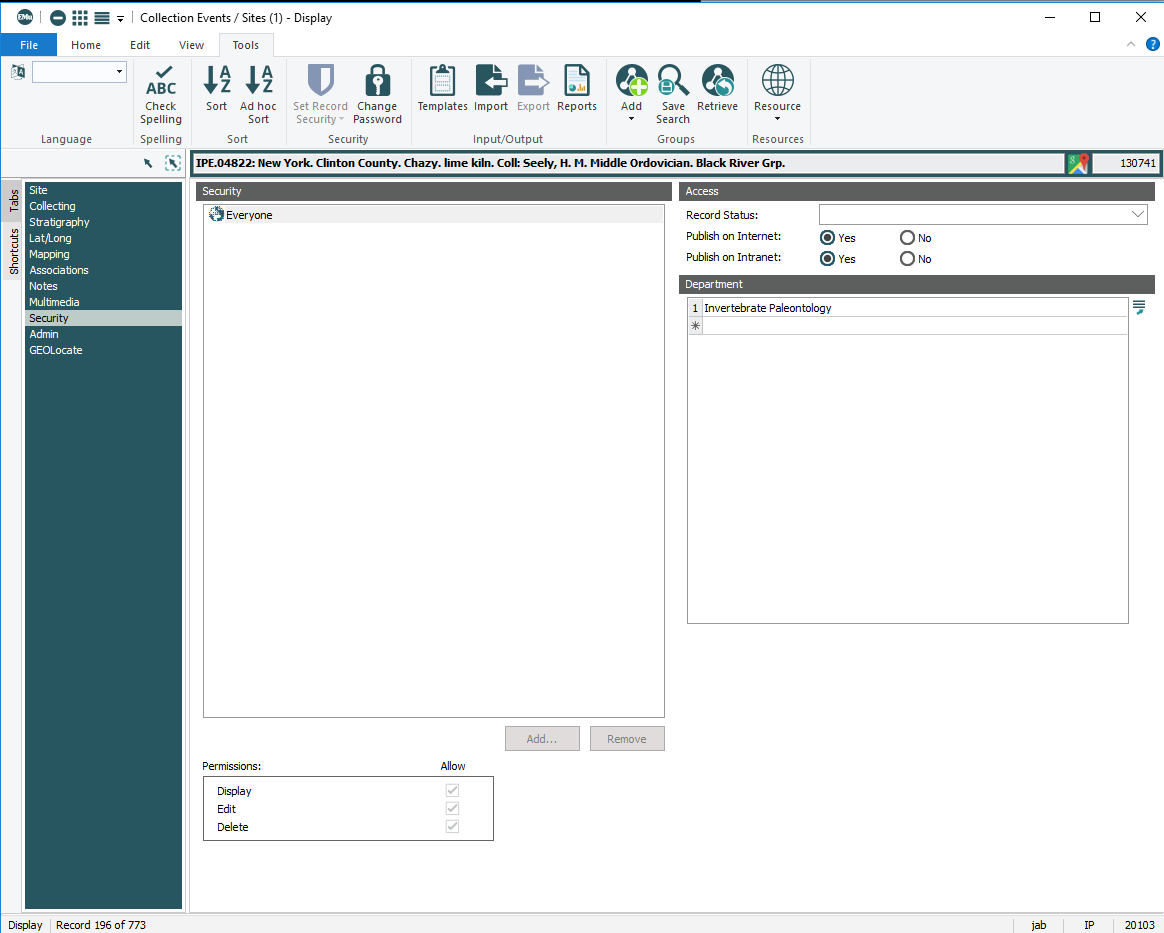 EMu Collection Events / Sites (1) - Display
File Home Edit View Tools
ABC
Check Spelling
Sort
Ad hoc Sort
Set Record Security
Change Password
Templates Import Export Reports
Add
Save Search
Retrieve
Resource
Language Spelling Sort Security Input/Output Groups Resources
IPE.04822: New York. Clinton County. Chazy. lime kiln. Coll: Seely, H. M. Middle Ordovician. Black River Grp. 130741
Tabs
Shortcuts
Site
Collecting
Stratigraphy
Lat/Long
Mapping
Associations
Notes
Multimedia
Security
Admin
GEOLocate
Security
Everyone
Add... Remove
Permissions: Allow
Display
Edit
Delete
Access
Record Status:
Publish on Internet: Yes No
Publish on Intranet: Yes No
Department
1 Invertebrate Paleontology
*
Display Record 196 of 773 jab IP 20103